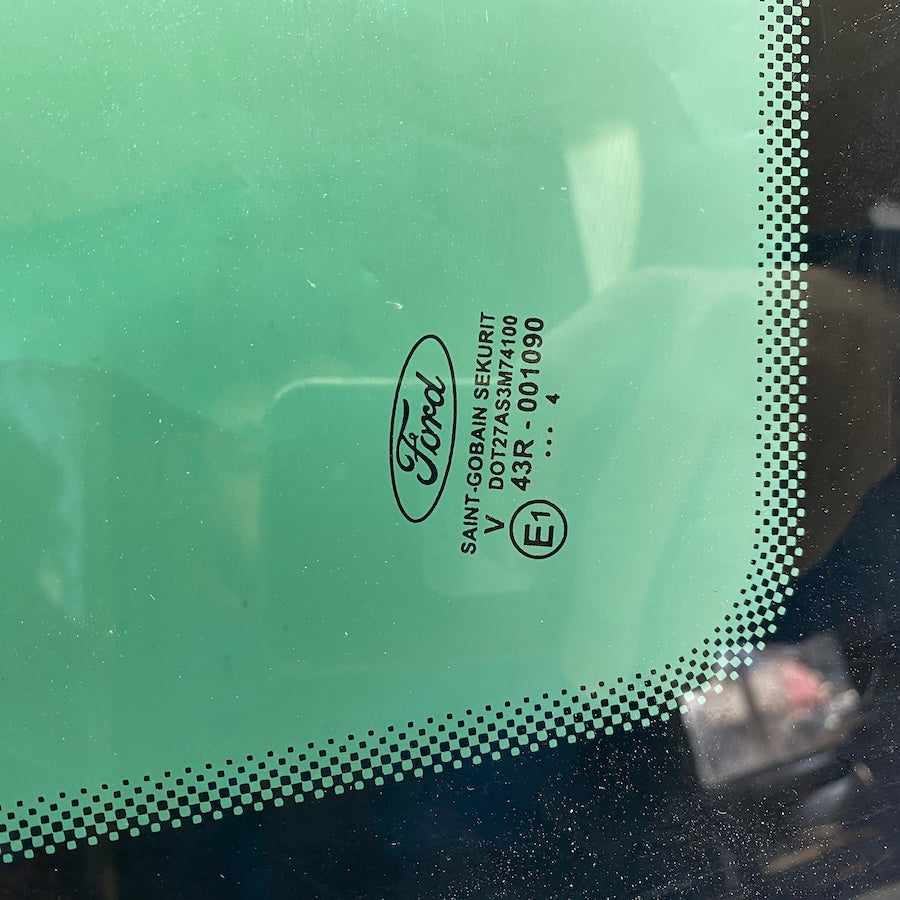 Ford
SAINT-GOBAIN SEKURIT
V DOT27AS3M74100
E1 43R - 001090
... 4